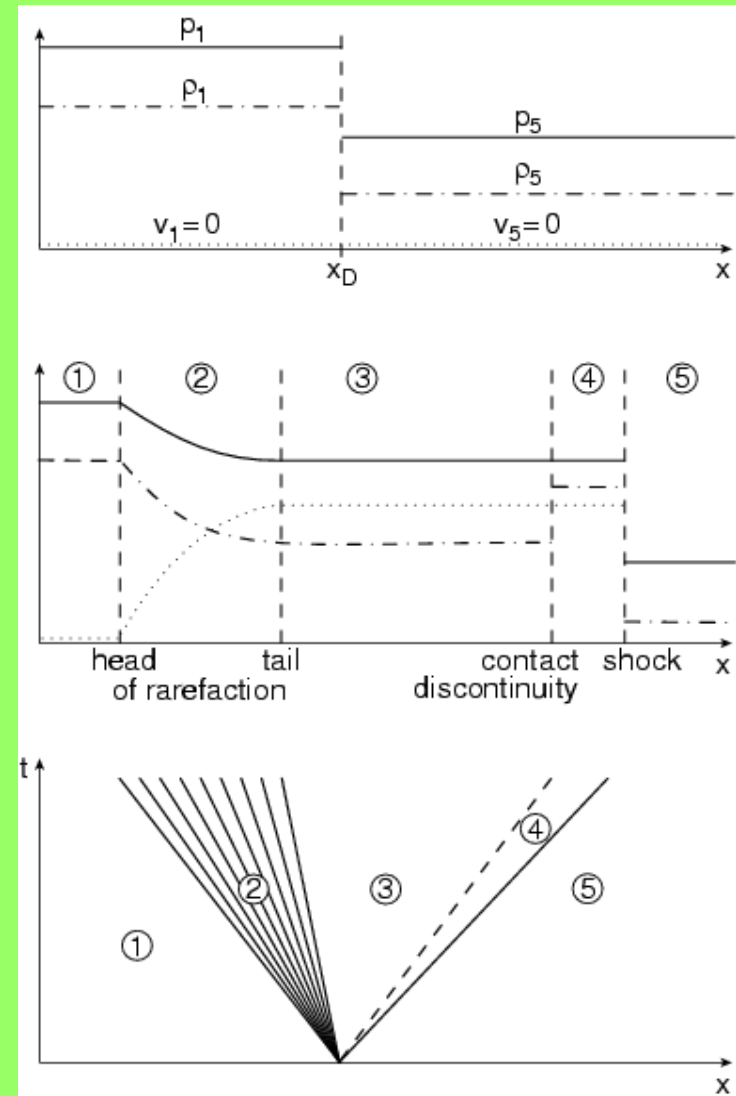 p₁
ρ₁
p₅
ρ₅
v₁=0 v₅=0
x_D x
① ② ③ ④ ⑤
head tail contact shock x
of rarefaction discontinuity
t
④
② ③ ⑤
①
x